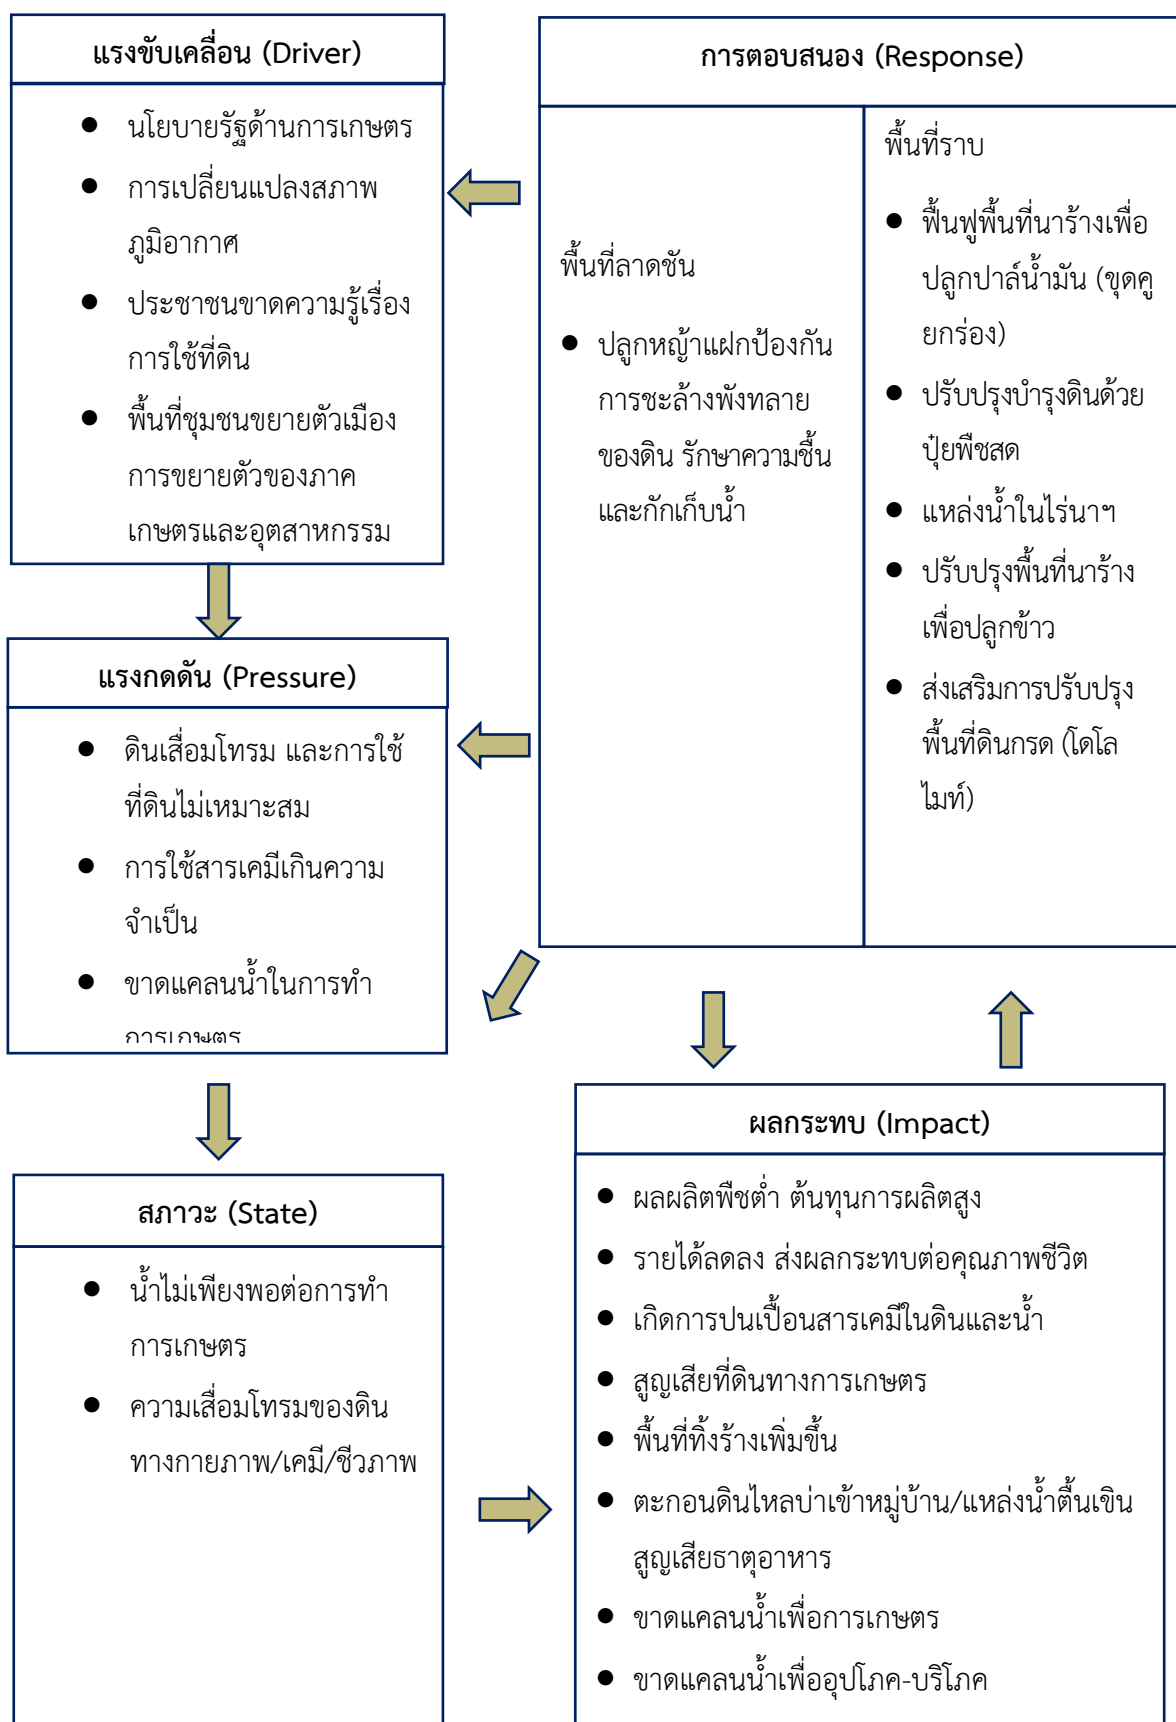 แรงขับเคลื่อน (Driver)
● นโยบายรัฐด้านการเกษตร
● การเปลี่ยนแปลงสภาพ
ภูมิอากาศ
● ประชาชนขาดความรู้เรื่อง
การใช้ที่ดิน
● พื้นที่ชุมชนขยายตัวเมือง
การขยายตัวของภาค
เกษตรและอุตสาหกรรม
การตอบสนอง (Response)
พื้นที่ลาดชัน
● ปลูกหญ้าแฝกป้องกัน
การชะล้างพังทลาย
ของดิน รักษาความชื้น
และกักเก็บน้ำ
พื้นที่ราบ
● ฟื้นฟูพื้นที่นาร้างเพื่อ
ปลูกปาล์น้ำมัน (ขุดคู
ยกร่อง)
● ปรับปรุงบำรุงดินด้วย
ปุ๋ยพืชสด
● แหล่งน้ำในไร่นาฯ
● ปรับปรุงพื้นที่นาร้าง
เพื่อปลูกข้าว
● ส่งเสริมการปรับปรุง
พื้นที่ดินกรด (โดโล
ไมท์)
แรงกดดัน (Pressure)
● ดินเสื่อมโทรม และการใช้
ที่ดินไม่เหมาะสม
● การใช้สารเคมีเกินความ
จำเป็น
● ขาดแคลนน้ำในการทำ
การเกษตร
สภาวะ (State)
● น้ำไม่เพียงพอต่อการทำ
การเกษตร
● ความเสื่อมโทรมของดิน
ทางกายภาพ/เคมี/ชีวภาพ
ผลกระทบ (Impact)
● ผลผลิตพืชต่ำ ต้นทุนการผลิตสูง
● รายได้ลดลง ส่งผลกระทบต่อคุณภาพชีวิต
● เกิดการปนเปื้อนสารเคมีในดินและน้ำ
● สูญเสียที่ดินทางการเกษตร
● พื้นที่ทิ้งร้างเพิ่มขึ้น
● ตะกอนดินไหลบ่าเข้าหมู่บ้าน/แหล่งน้ำตื้นเขิน
สูญเสียธาตุอาหาร
● ขาดแคลนน้ำเพื่อการเกษตร
● ขาดแคลนน้ำเพื่ออุปโภค-บริโภค